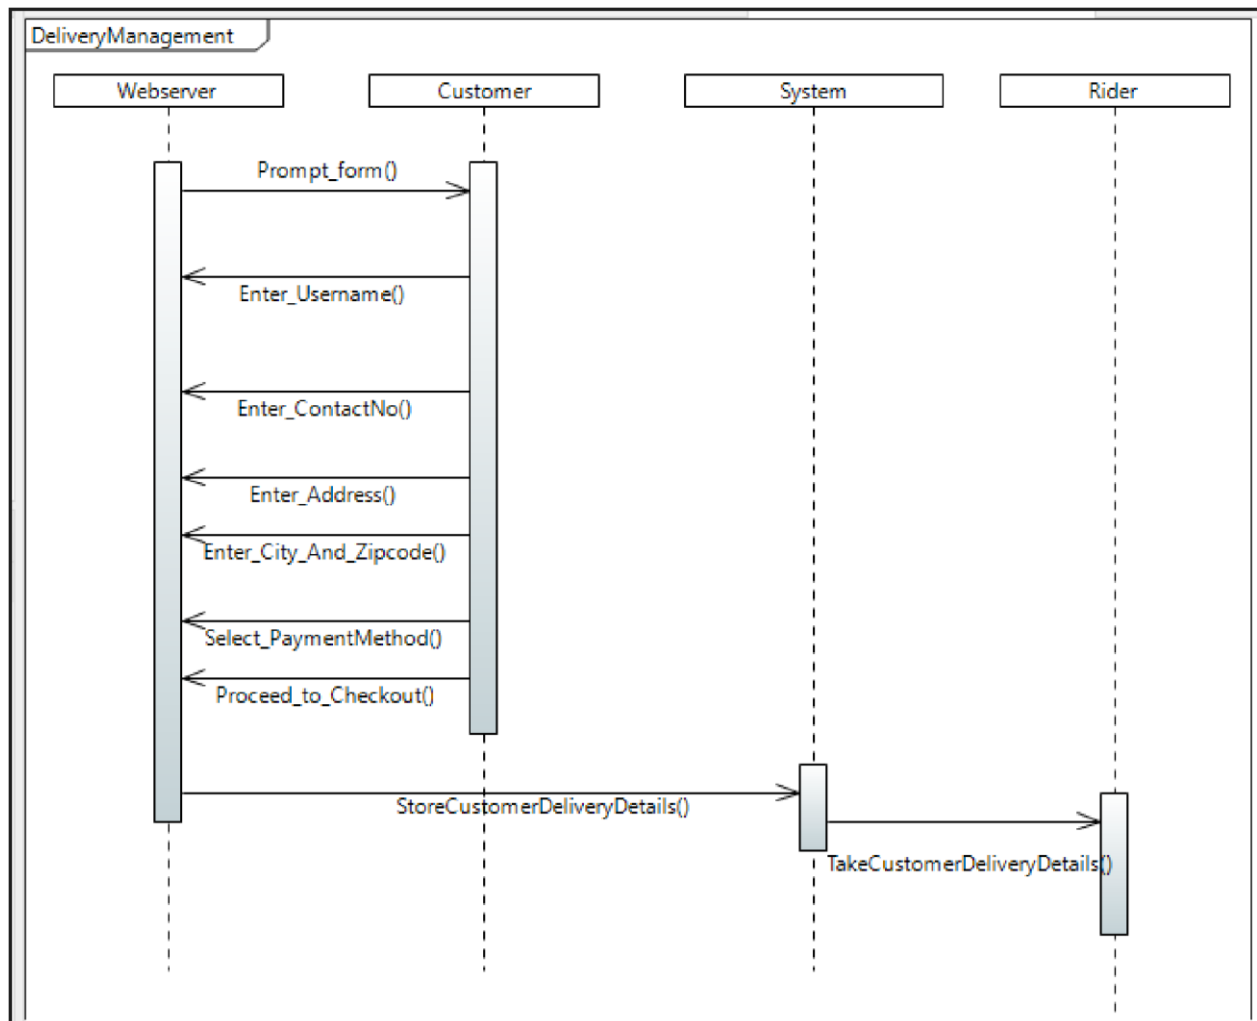 DeliveryManagement
Webserver
Customer
System
Rider
Prompt_form()
Enter_Username()
Enter_ContactNo()
Enter_Address()
Enter_City_And_Zipcode()
Select_PaymentMethod()
Proceed_to_Checkout()
StoreCustomerDeliveryDetails()
TakeCustomerDeliveryDetails()